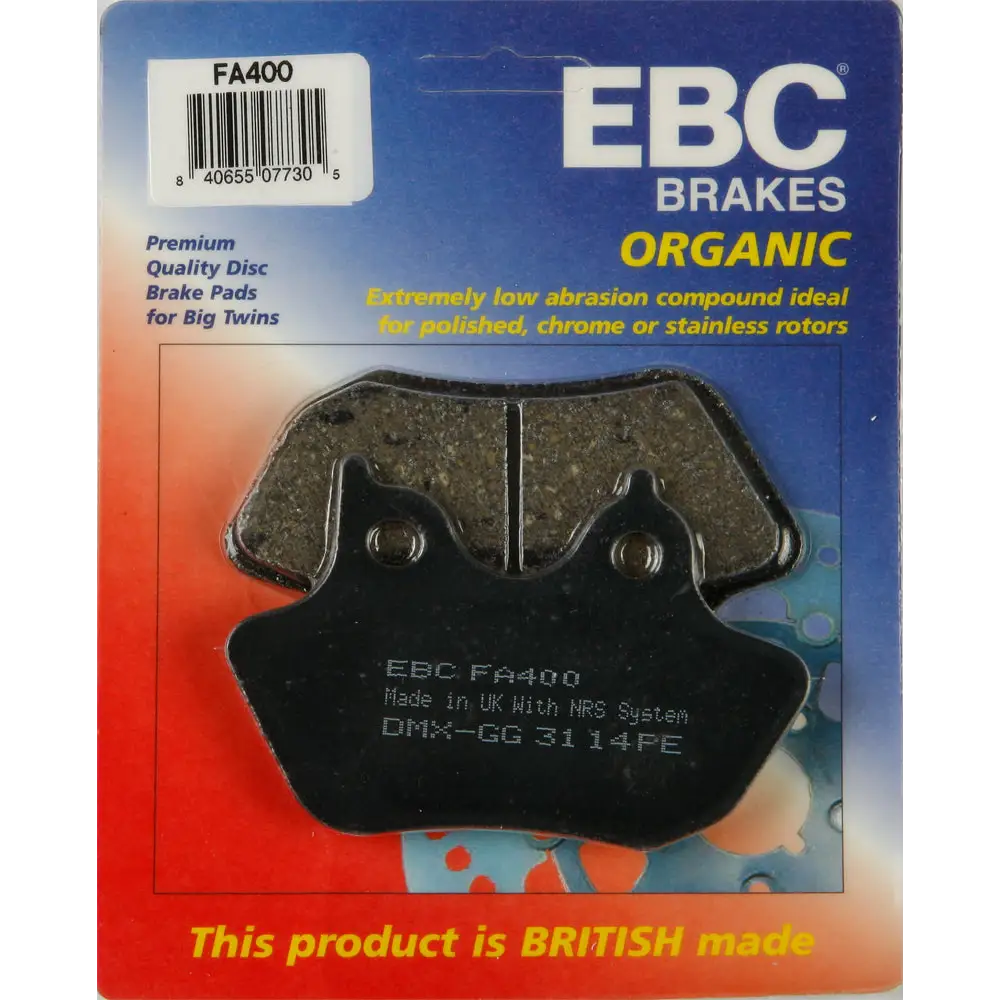 FA400
8 40655 07730 5
EBC®
BRAKES
ORGANIC
Premium
Quality Disc
Brake Pads
for Big Twins
Extremely low abrasion compound ideal
for polished, chrome or stainless rotors
EBC FA400
Made in UK With NRS System
DMX-GG 31 14PE
This product is BRITISH made